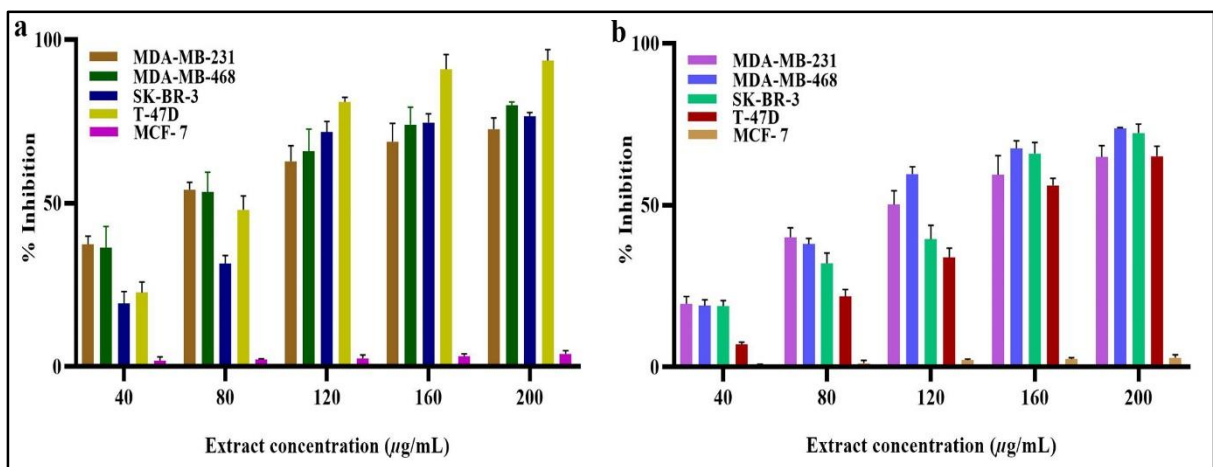 a
100
50
0
% Inhibition
MDA-MB-231
MDA-MB-468
SK-BR-3
T-47D
MCF- 7
40 80 120 160 200
Extract concentration (µg/mL)
b
100
50
0
% Inhibition
MDA-MB-231
MDA-MB-468
SK-BR-3
T-47D
MCF- 7
40 80 120 160 200
Extract concentration (µg/mL)